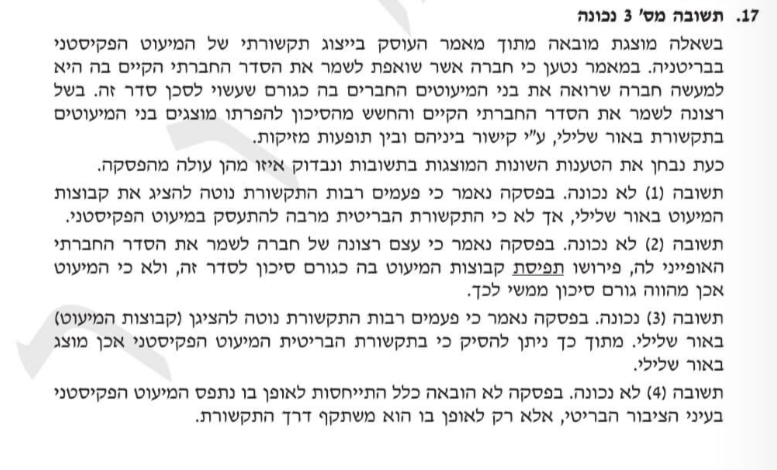 17. תשובה מס' 3 נכונה
בשאלה מוצגת מובאה מתוך מאמר העוסק בייצוג תקשורתי של המיעוט הפקיסטני
בבריטניה. במאמר נטען כי חברה אשר שואפת לשמר את הסדר החברתי הקיים בה היא
למעשה חברה שרואה את בני המיעוטים החברים בה כגורם שעשוי לסכן סדר זה. בשל
רצונה לשמר את הסדר החברתי הקיים והחשש מהסיכון להפרתו מוצגים בני המיעוטים
בתקשורת באור שלילי, ע"י קישור ביניהם ובין תופעות מזיקות.
כעת נבחן את הטענות השונות המוצגות בתשובות ונבדוק איזו מהן עולה מהפסקה.
תשובה (1) לא נכונה. בפסקה נאמר כי פעמים רבות התקשורת נוטה להציג את קבוצות
המיעוט באור שלילי, אך לא כי התקשורת הבריטית מרבה להתעסק במיעוט הפקיסטני.
תשובה (2) לא נכונה. בפסקה נאמר כי עצם רצונה של חברה לשמר את הסדר החברתי
האופייני לה, פירושו תפיסת קבוצות המיעוט בה כגורם סיכון לסדר זה, ולא כי המיעוט
אכן מהווה גורם סיכון ממשי לכך.
תשובה (3) נכונה. בפסקה נאמר כי פעמים רבות התקשורת נוטה להציגן (קבוצות המיעוט)
באור שלילי. מתוך כך ניתן להסיק כי בתקשורת הבריטית המיעוט הפקיסטני אכן מוצג
באור שלילי.
תשובה (4) לא נכונה. בפסקה לא הובאה כלל התייחסות לאופן בו נתפס המיעוט הפקיסטני
בעיני הציבור הבריטי, אלא רק לאופן בו הוא משתקף דרך התקשורת.